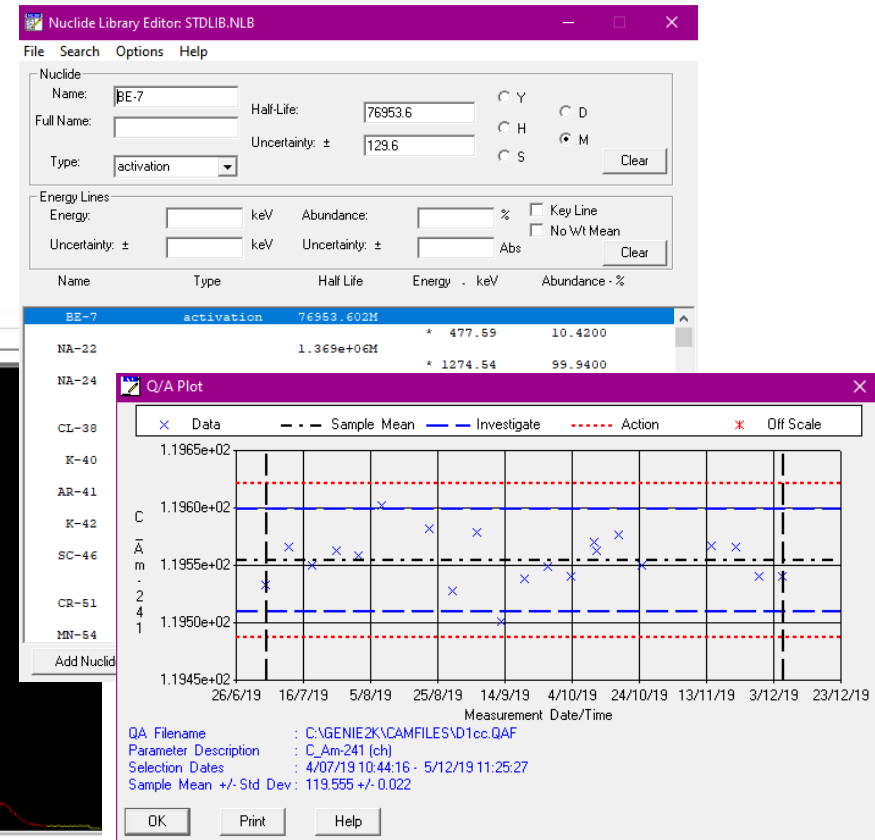 Nuclide Library Editor: STDLIB.NLB
File Search Options Help
Nuclide
Name: BE-7
Full Name:
Type: activation
Half-Life: 76953.6
Uncertainty: ± 129.6
Y
H
S
D
M
Clear
Energy Lines
Energy: keV Abundance: % Key Line
No Wt Mean
Uncertainty: ± keV Uncertainty: ± Abs
Clear
Name Type Half Life Energy . keV Abundance - %
BE-7 activation 76953.602M
* 477.59 10.4200
NA-22 1.369e+06M
* 1274.54 99.9400
NA-24
CL-38
K-40
AR-41
K-42
SC-46
CR-51
MN-54
Add Nuclid
Q/A Plot
× Data Sample Mean Investigate Action Off Scale
1.1965e+02
1.1960e+02
1.1955e+02
1.1950e+02
1.1945e+02
C_Am-241
26/6/19 16/7/19 5/8/19 25/8/19 14/9/19 4/10/19 24/10/19 13/11/19 3/12/19 23/12/19
Measurement Date/Time
QA Filename : C:\GENIE2K\CAMFILES\D1cc.QAF
Parameter Description : C_Am-241 (ch)
Selection Dates : 4/07/19 10:44:16 - 5/12/19 11:25:27
Sample Mean +/- Std Dev : 119.555 +/- 0.022
OK Print Help